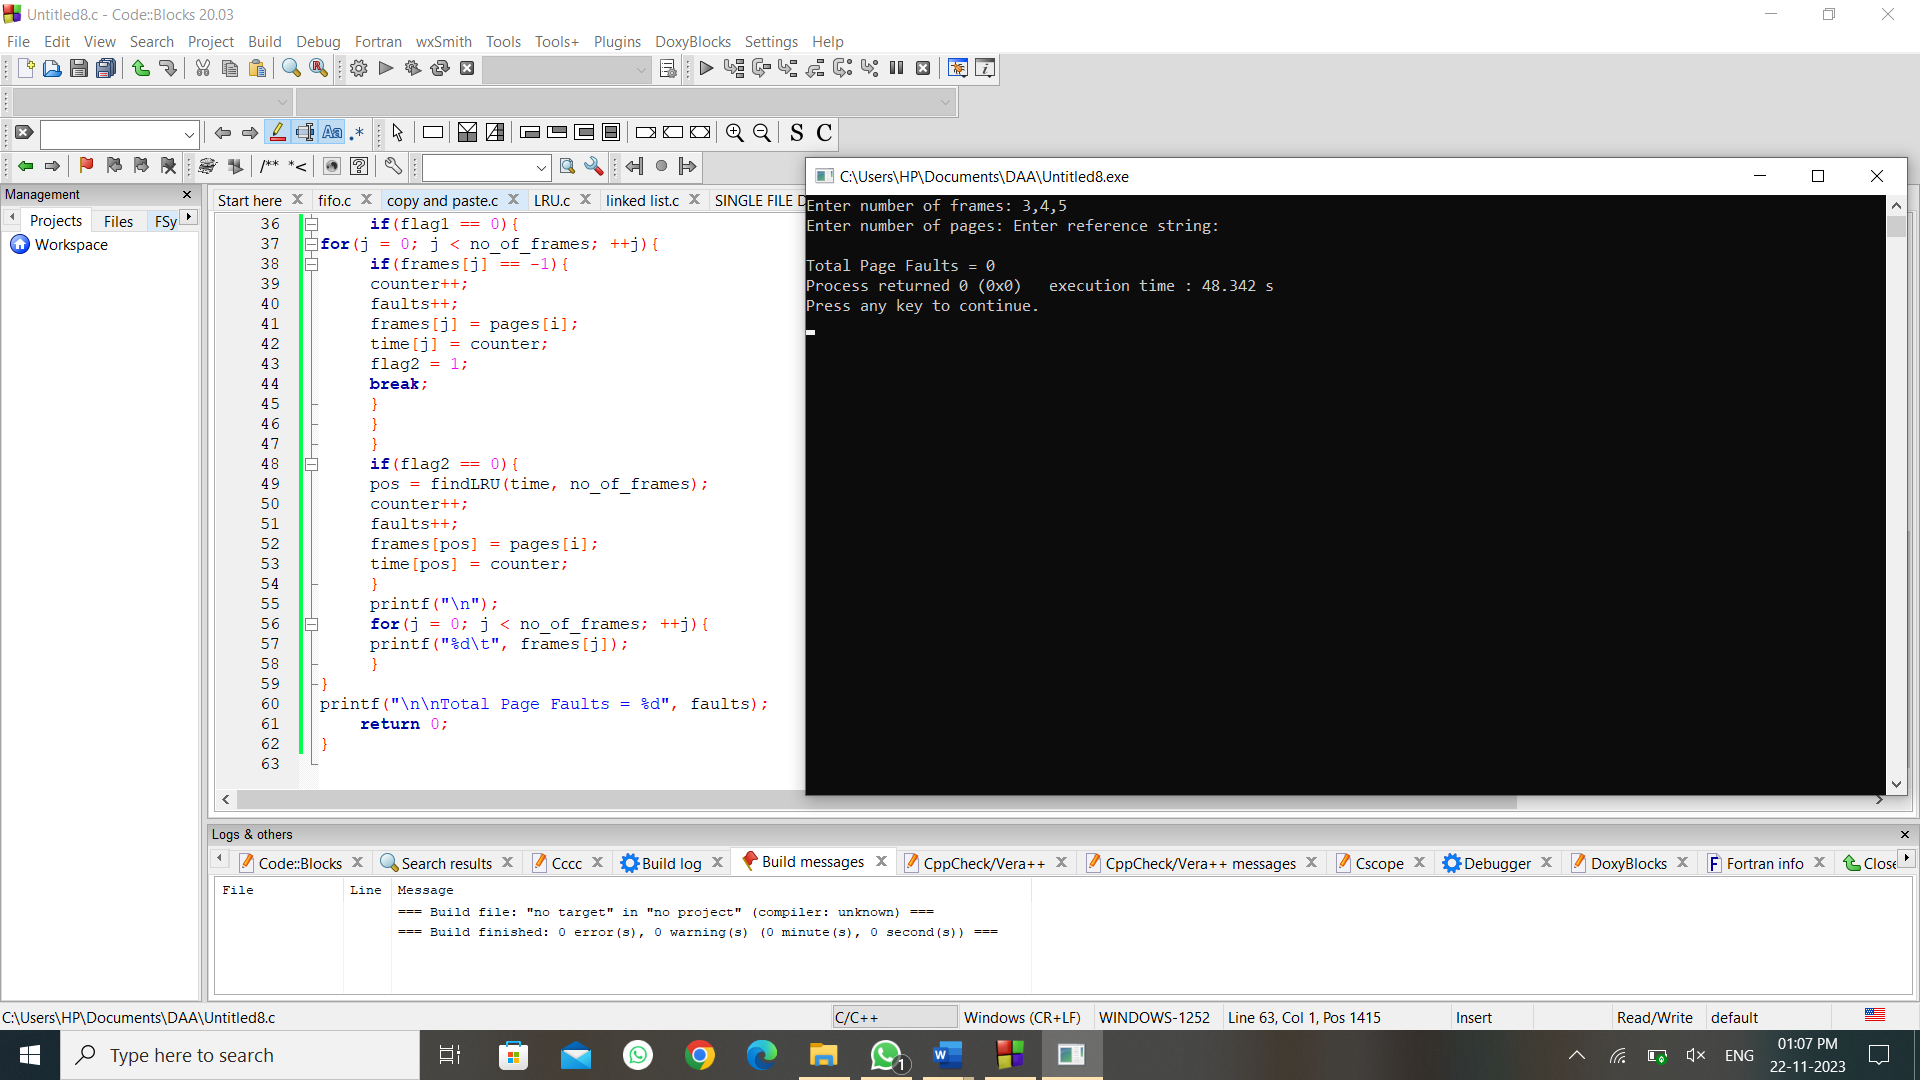 Untitled8.c - Code::Blocks 20.03
File Edit View Search Project Build Debug Fortran wxSmith Tools Tools+ Plugins DoxyBlocks Settings Help
Aa .*
S C
/** *<
Management
Projects Files FSy
Workspace
Start here fifo.c copy and paste.c LRU.c linked list.c SINGLE FILE D
36 if(flag1 == 0){
37 for(j = 0; j < no_of_frames; ++j){
38 if(frames[j] == -1){
39 counter++;
40 faults++;
41 frames[j] = pages[i];
42 time[j] = counter;
43 flag2 = 1;
44 break;
45 }
46 }
47 }
48 if(flag2 == 0){
49 pos = findLRU(time, no_of_frames);
50 counter++;
51 faults++;
52 frames[pos] = pages[i];
53 time[pos] = counter;
54 }
55 printf("\n");
56 for(j = 0; j < no_of_frames; ++j){
57 printf("%d\t", frames[j]);
58 }
59 }
60 printf("\n\nTotal Page Faults = %d", faults);
61 return 0;
62 }
63
C:\Users\HP\Documents\DAA\Untitled8.exe
Enter number of frames: 3,4,5
Enter number of pages: Enter reference string:
Total Page Faults = 0
Process returned 0 (0x0)   execution time : 48.342 s
Press any key to continue.
Logs & others
Code::Blocks Search results Cccc Build log Build messages CppCheck/Vera++ CppCheck/Vera++ messages Cscope Debugger DoxyBlocks Fortran info Close
File Line Message
=== Build file: "no target" in "no project" (compiler: unknown) ===
=== Build finished: 0 error(s), 0 warning(s) (0 minute(s), 0 second(s)) ===
C:\Users\HP\Documents\DAA\Untitled8.c C/C++ Windows (CR+LF) WINDOWS-1252 Line 63, Col 1, Pos 1415 Insert Read/Write default
Type here to search
1
ENG
01:07 PM
22-11-2023